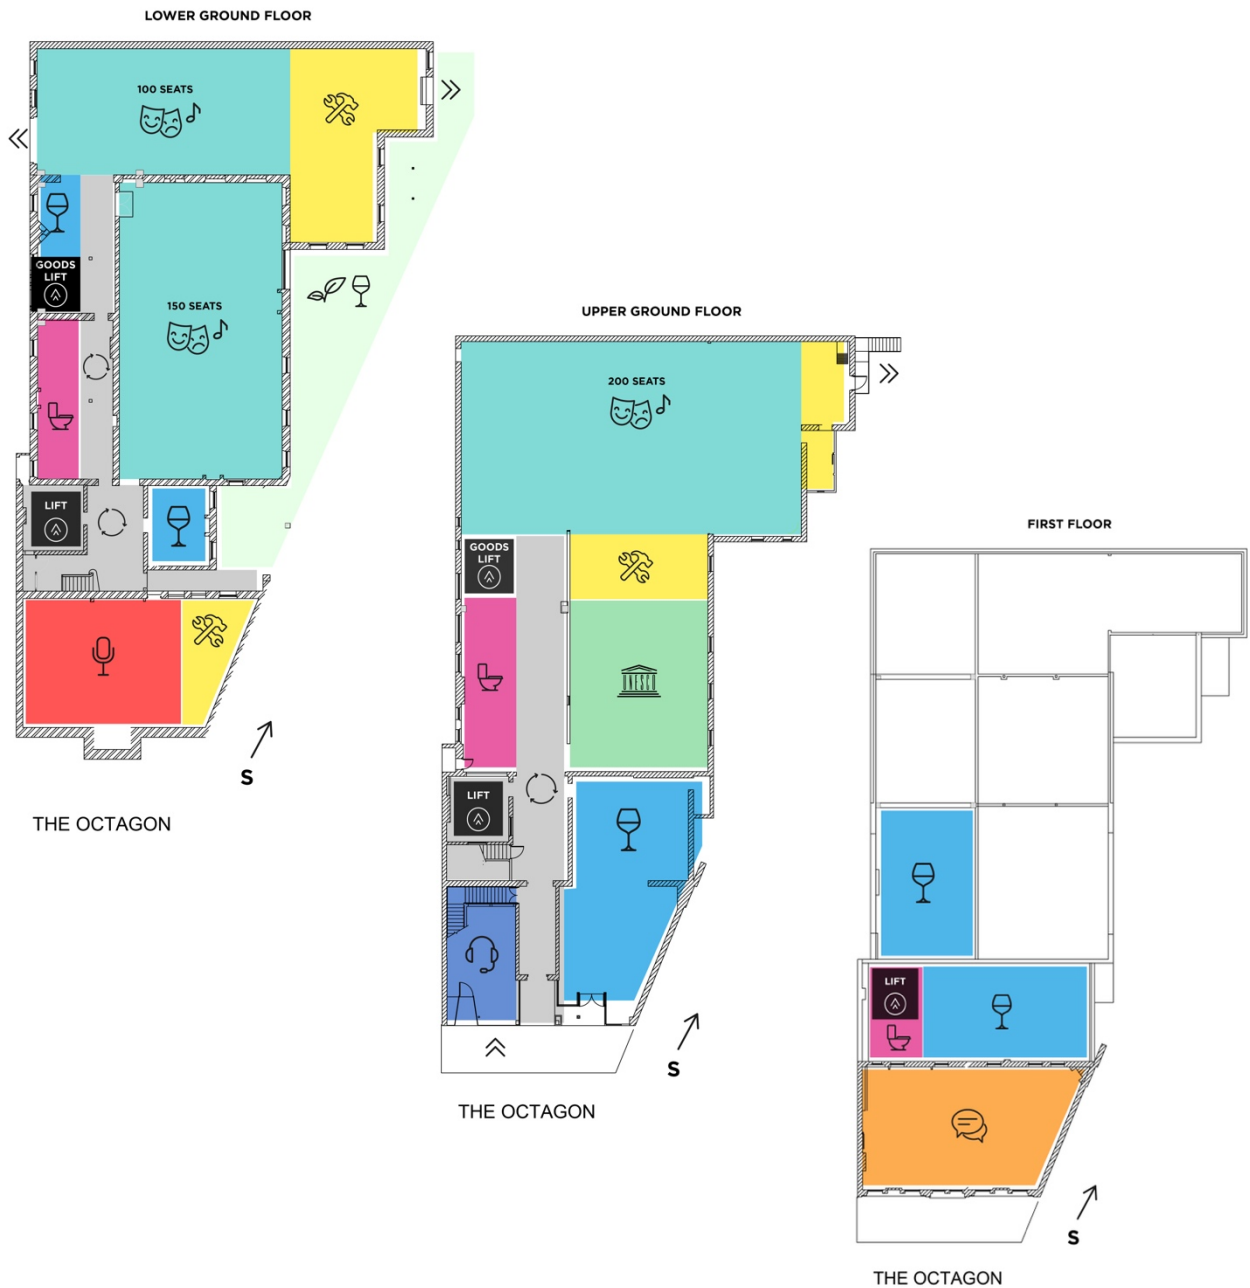 LOWER GROUND FLOOR
100 SEATS
GOODS
LIFT
150 SEATS
LIFT
S
THE OCTAGON
UPPER GROUND FLOOR
200 SEATS
GOODS
LIFT
UNESCO
LIFT
S
THE OCTAGON
FIRST FLOOR
LIFT
S
THE OCTAGON